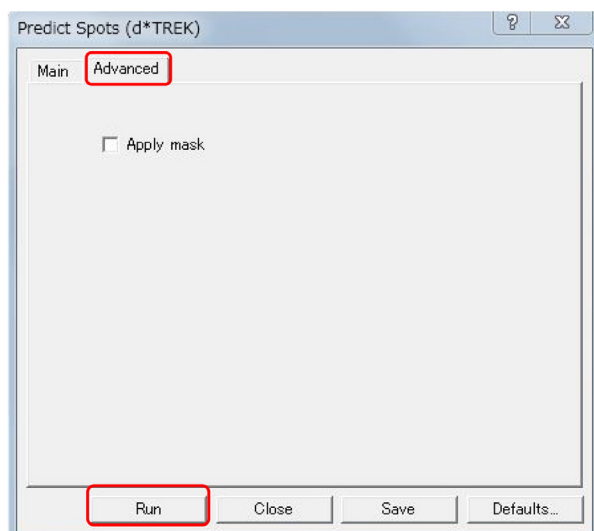 Predict Spots (d*TREK)
Main Advanced
Apply mask
Run Close Save Defaults...